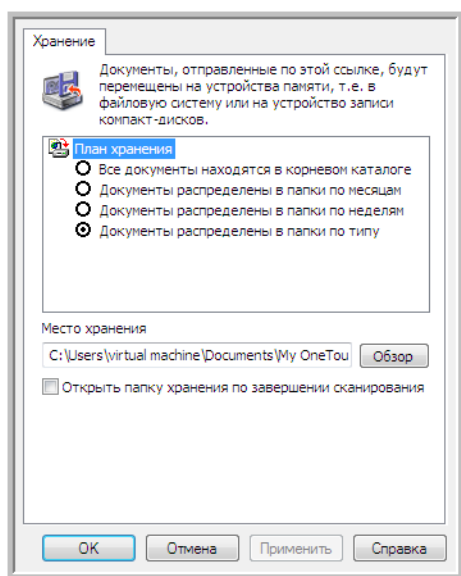 Хранение
Документы, отправленные по этой ссылке, будут
перемещены на устройства памяти, т.е. в
файловую систему или на устройство записи
компакт-дисков.
План хранения
Все документы находятся в корневом каталоге
Документы распределены в папки по месяцам
Документы распределены в папки по неделям
Документы распределены в папки по типу
Место хранения
C:\Users\virtual machine\Documents\My OneTou Обзор
Открыть папку хранения по завершении сканирования
OK Отмена Применить Справка